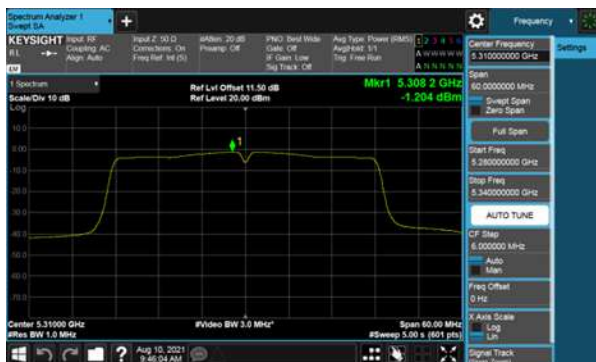 Spectrum Analyzer 1
Swept SA
+
Frequency
KEYSIGHT
Input: RF
Coupling: AC
Align: Auto
Input Z: 50 Ω
Corrections: On
Freq Ref: Int (S)
#Atten: 20 dB
Preamp: Off
PNO: Best Wide
Gate: Off
IF Gain: Low
Sig Track: Off
Avg Type: Power (RMS)
Avg|Hold: 1/1
Trig: Free Run
1 2 3 4 5 6
A W W W W W
A N N N N N
RL
LXI
1 Spectrum
Scale/Div 10 dB
Log
Ref Lvl Offset 11.50 dB
Ref Level 20.00 dBm
Mkr1 5.308 2 GHz
-1.204 dBm
10.0
0.00
-10.0
-20.0
-30.0
-40.0
-50.0
-60.0
-70.0
1
Center 5.31000 GHz
#Res BW 1.0 MHz
#Video BW 3.0 MHz*
Span 60.00 MHz
#Sweep 5.00 s (601 pts)
Center Frequency
5.310000000 GHz
Settings
Span
60.0000000 MHz
Swept Span
Zero Span
Full Span
Start Freq
5.280000000 GHz
Stop Freq
5.340000000 GHz
AUTO TUNE
CF Step
6.000000 MHz
Auto
Man
Freq Offset
0 Hz
X Axis Scale
Log
Lin
Signal Track
?
Aug 10, 2021
9:46:04 AM